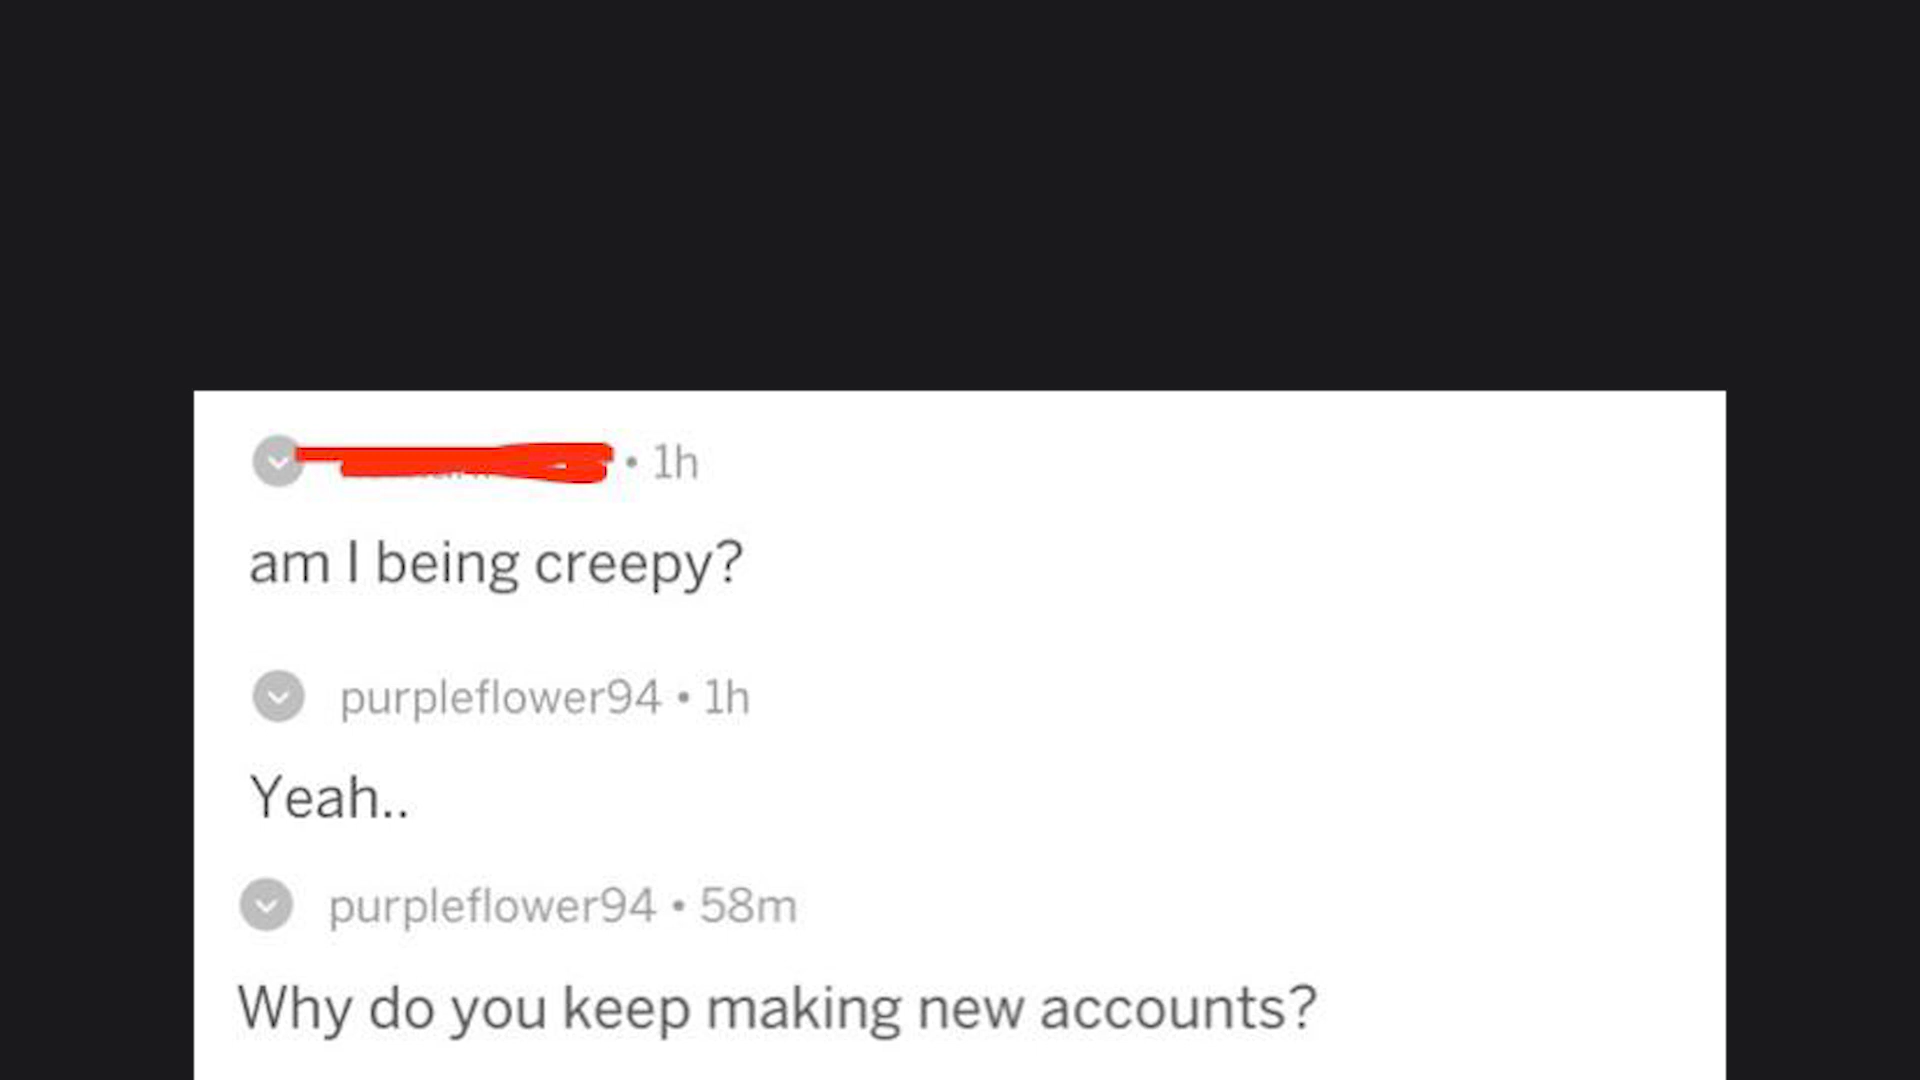 • 1h
am I being creepy?
purpleflower94 • 1h
Yeah..
purpleflower94 • 58m
Why do you keep making new accounts?